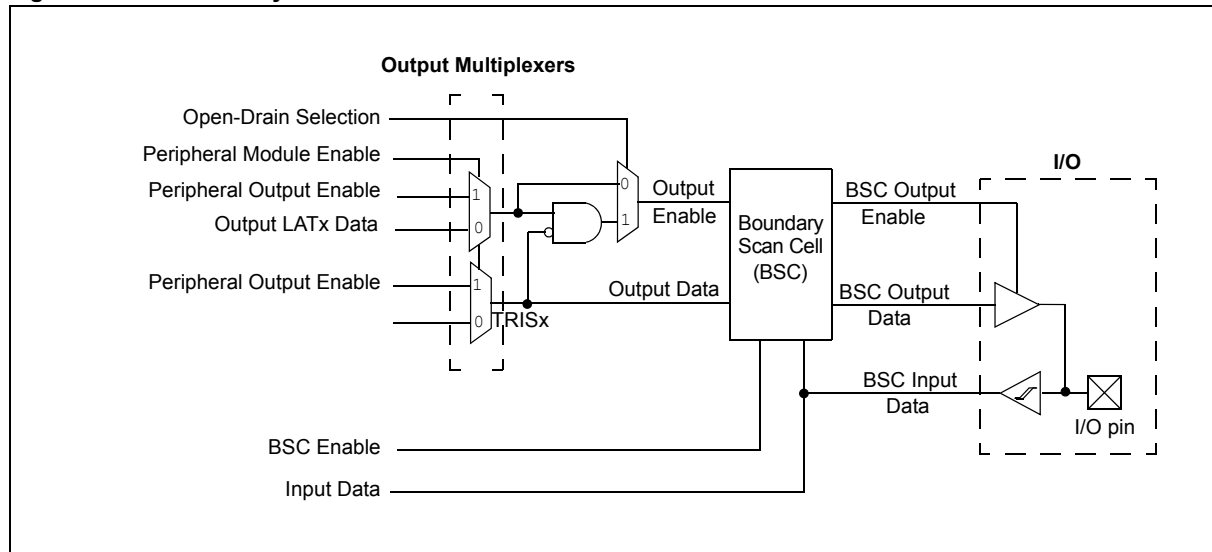 Output Multiplexers
Open-Drain Selection
Peripheral Module Enable
Peripheral Output Enable
Output LATx Data
Peripheral Output Enable
1
0
1
0
TRISx
0
1
Output
Enable
Output Data
Boundary
Scan Cell
(BSC)
BSC Output
Enable
BSC Output
Data
BSC Input
Data
I/O
I/O pin
BSC Enable
Input Data